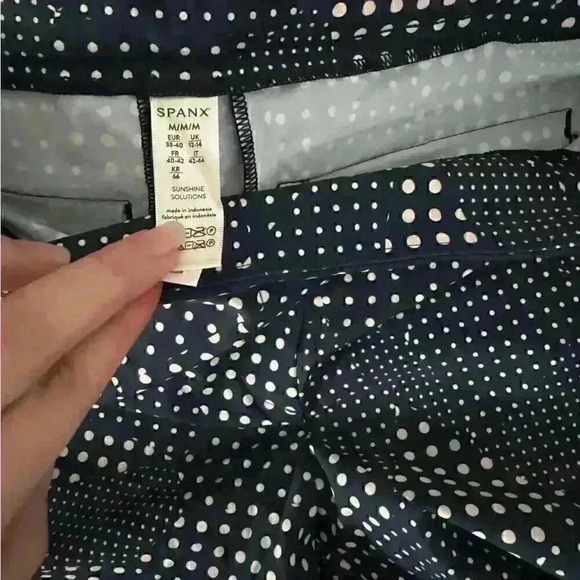 SPANX
M/M/M
EUR UK
38-40 12-14
FR IT
40-42 42-44
KR
66
SUNSHINE
SOLUTIONS
made in indonesia
fabriqué en indonésie